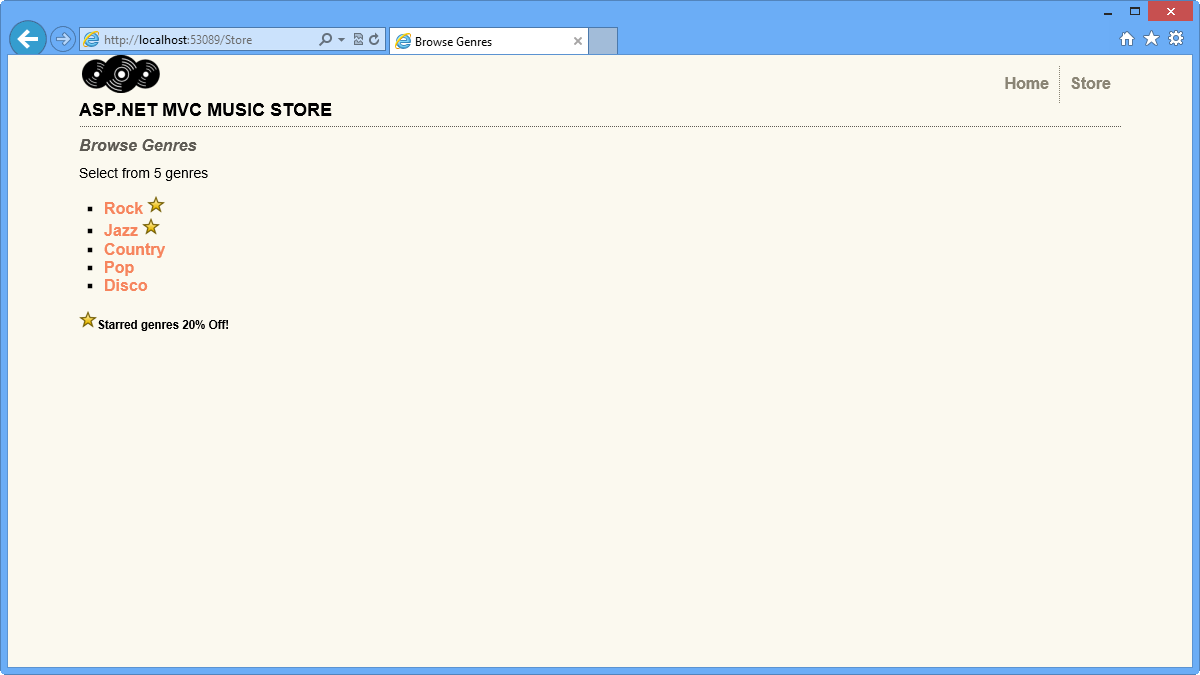 http://localhost:53089/Store
Browse Genres
ASP.NET MVC MUSIC STORE
Home
Store
Browse Genres
Select from 5 genres
Rock
Jazz
Country
Pop
Disco
Starred genres 20% Off!